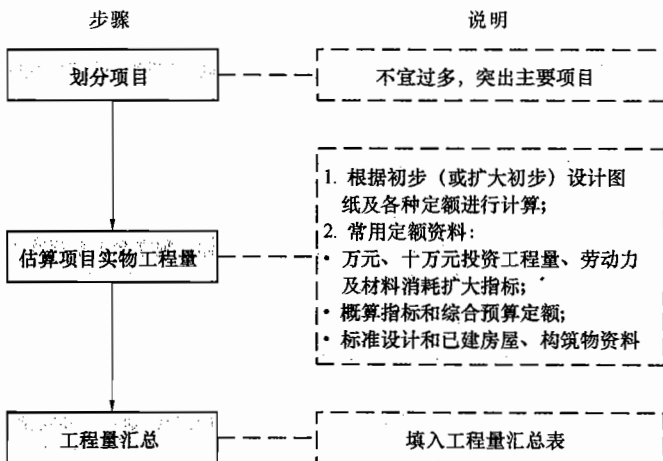 步骤
说明
划分项目
不宜过多，突出主要项目
估算项目实物工程量
1. 根据初步（或扩大初步）设计图
纸及各种定额进行计算；
2. 常用定额资料：
• 万元、十万元投资工程量、劳动力
及材料消耗扩大指标；
• 概算指标和综合预算定额；
• 标准设计和已建房屋、构筑物资料
工程量汇总
填入工程量汇总表